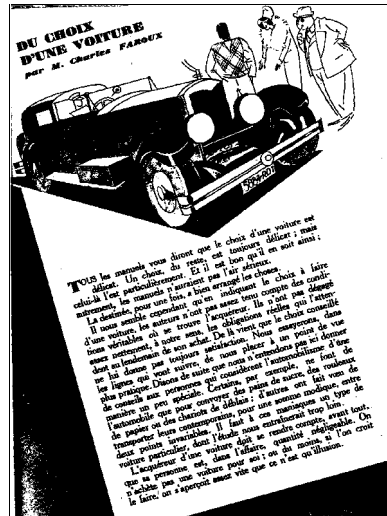 DU CHOIX
D'UNE VOITURE
par M. Charles FAROUX
5894-RD7
TOUS les manuels vous diront que le choix d'une voiture est
délicat. Un choix, du reste, est toujours délicat; mais
celui-là l'est particulièrement. Et il est bon qu'il en soit ainsi;
autrement, les manuels n'auraient pas l'air sérieux.
La destinée, pour une fois, a bien arrangé les choses.
Il nous semble cependant qu'en indiquant le choix à faire
d'une voiture, les auteurs n'ont pas assez tenu compte des condi-
tions véritables où se trouve l'acquéreur. Ils n'ont pas dégagé
assez nettement, à notre sens, les obligations réelles qui l'atten-
dent au lendemain de son achat. De là vient que le choix conseillé
ne lui donne pas toujours satisfaction. Nous essayerons, dans
les lignes qui vont suivre, de nous placer à un point de vue
plus pratique. Disons de suite que nous n'entendons pas ici donner
de conseils aux personnes qui considèrent l'automobilisme d'une
manière un peu spéciale. Certains, par exemple, se font de
l'automobile que pour convoyer des pains de sucre, des rouleaux
de papier ou des chariots de déblais; d'autres ont fait vœu de
transporter leurs contemporains, pour une somme modique, entre
deux points invariables. Il faut à ces maniaques un type de
voiture particulier, dont l'étude nous entraînerait trop loin.
L'acquéreur d'une voiture doit se rendre compte, avant tout,
que sa personne est, dans l'affaire, quantité négligeable. On
n'achète pas une voiture pour soi; ou du moins, si l'on croit
le faire, on s'aperçoit assez vite que ce n'est qu'illusion.